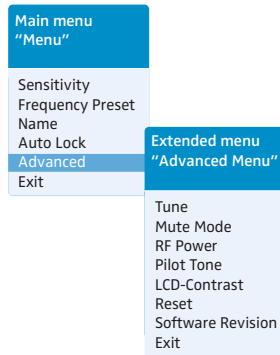 Main menu
“Menu”
Sensitivity
Frequency Preset
Name
Auto Lock
Advanced
Exit
Extended menu
“Advanced Menu”
Tune
Mute Mode
RF Power
Pilot Tone
LCD-Contrast
Reset
Software Revision
Exit